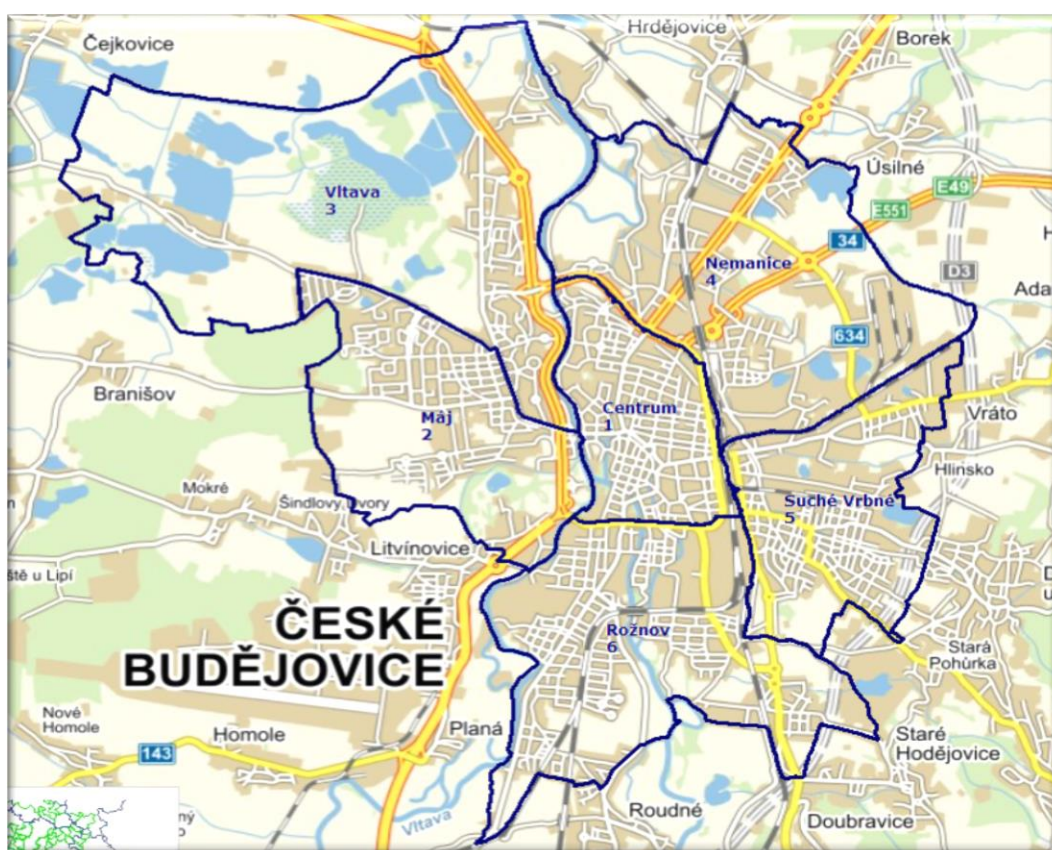 Hrdějovice
Borek
Čejkovice
Úsilné
E49
Vltava
3
E551
34
D3
Nemanice
4
Ada
634
Branišov
Centrum
1
Vráto
Máj
2
Hlinsko
Mokré
Suché Vrbné
5
Šindlovy Dvory
Litvínovice
ště u Lipí
ČESKÉ
BUDĚJOVICE
Rožnov
6
Stará
Pohůrka
Nové
Homole
Homole
Planá
143
Staré
Hodějovice
Vltava
Roudné
Doubravice